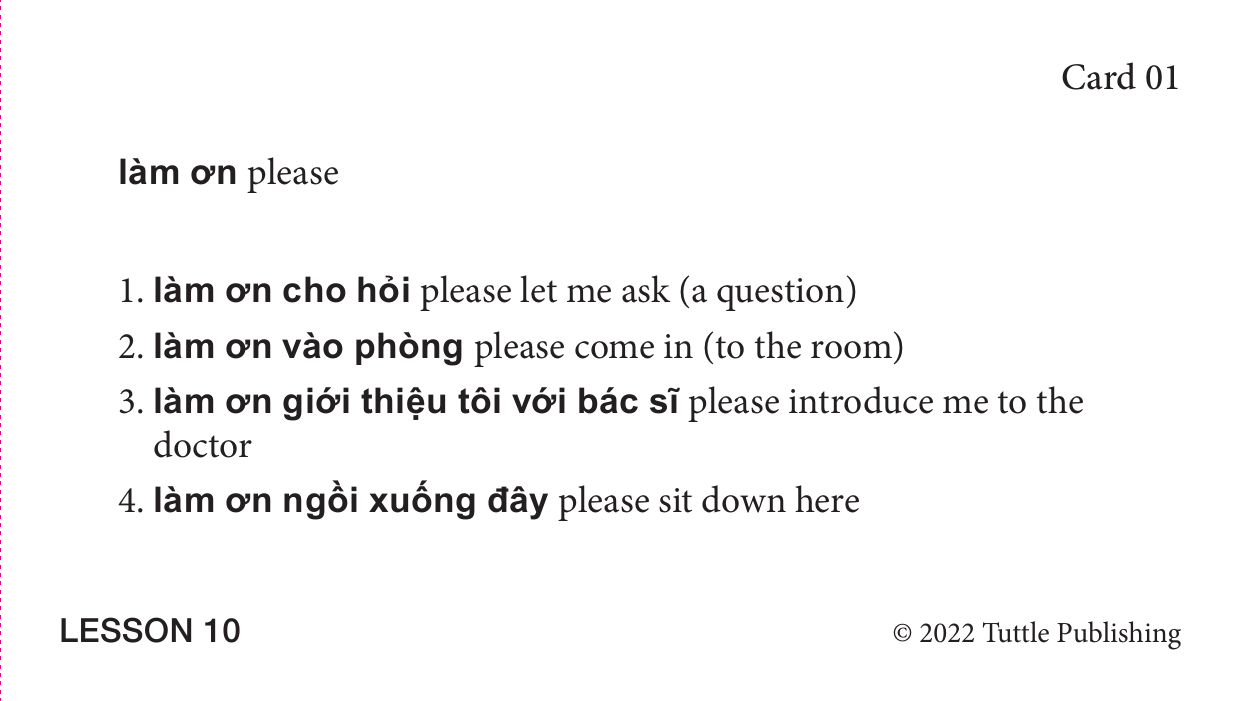 Card 01
làm ơn please
1. làm ơn cho hỏi please let me ask (a question)
2. làm ơn vào phòng please come in (to the room)
3. làm ơn giới thiệu tôi với bác sĩ please introduce me to the
doctor
4. làm ơn ngồi xuống đây please sit down here
LESSON 10
© 2022 Tuttle Publishing